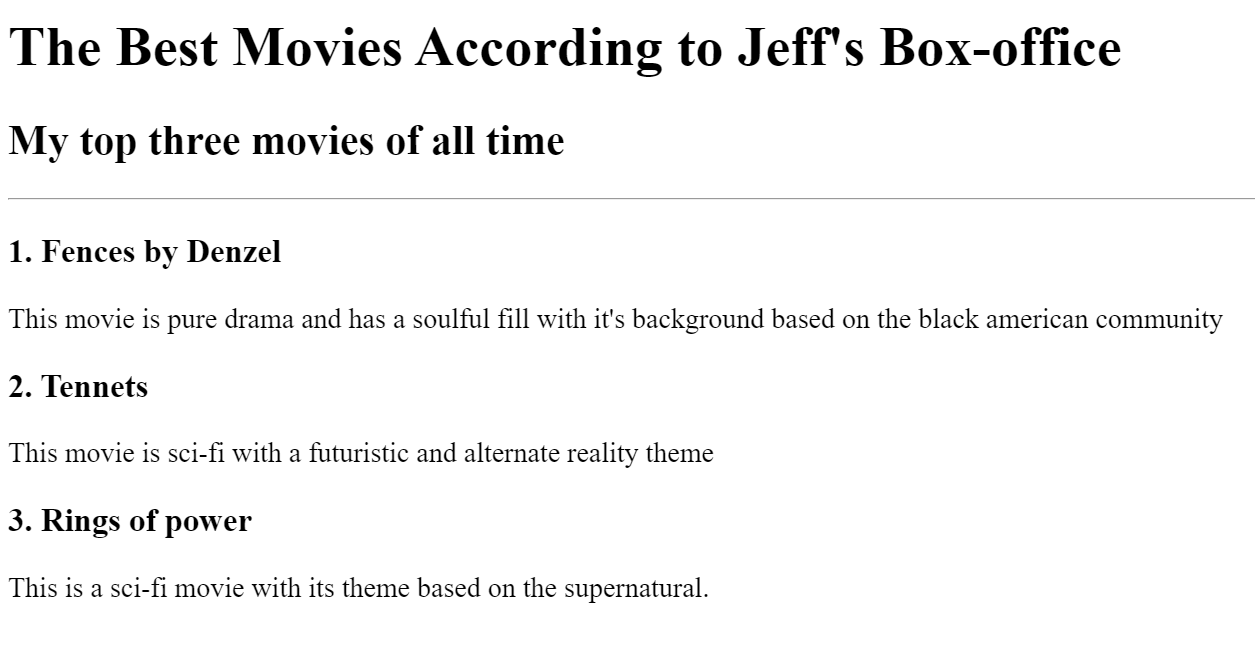 The Best Movies According to Jeff's Box-office
My top three movies of all time
1. Fences by Denzel
This movie is pure drama and has a soulful fill with it's background based on the black american community
2. Tennets
This movie is sci-fi with a futuristic and alternate reality theme
3. Rings of power
This is a sci-fi movie with its theme based on the supernatural.